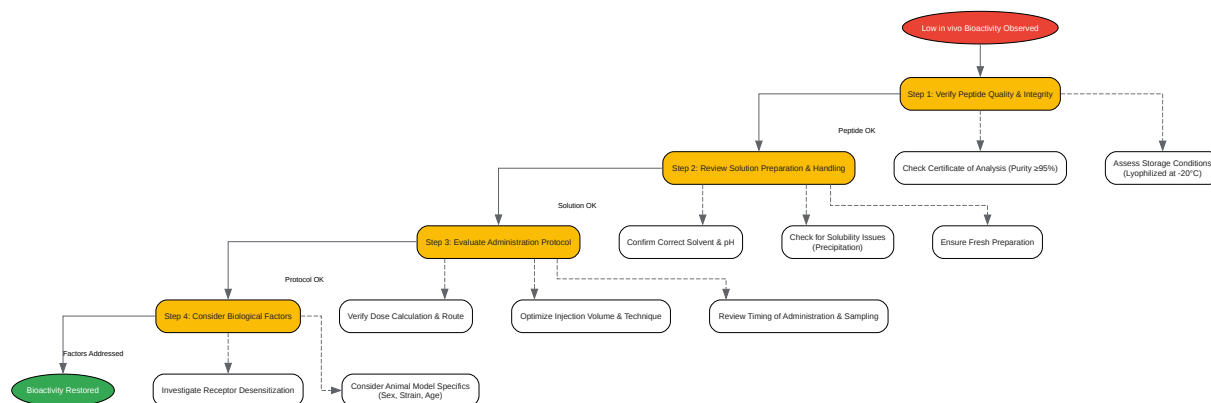 Low in vivo Bioactivity Observed
Step 1: Verify Peptide Quality & Integrity
Peptide OK
Step 2: Review Solution Preparation & Handling
Check Certificate of Analysis (Purity ≥95%)
Assess Storage Conditions
(Lyophilized at -20°C)
Solution OK
Step 3: Evaluate Administration Protocol
Confirm Correct Solvent & pH
Check for Solubility Issues
(Precipitation)
Ensure Fresh Preparation
Protocol OK
Step 4: Consider Biological Factors
Verify Dose Calculation & Route
Optimize Injection Volume & Technique
Review Timing of Administration & Sampling
Factors Addressed
Bioactivity Restored
Investigate Receptor Desensitization
Consider Animal Model Specifics
(Sex, Strain, Age)